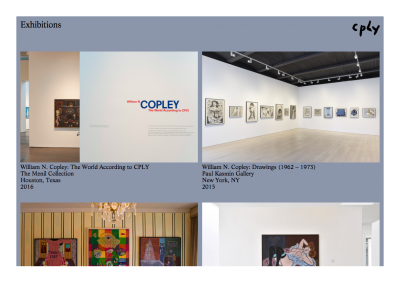 Exhibitions
cply
William N.
COPLEY
The World According to CPLY
William N. Copley: The World According to CPLY
The Menil Collection
Houston, Texas
2016
William N. Copley: Drawings (1962 – 1973)
Paul Kasmin Gallery
New York, NY
2015